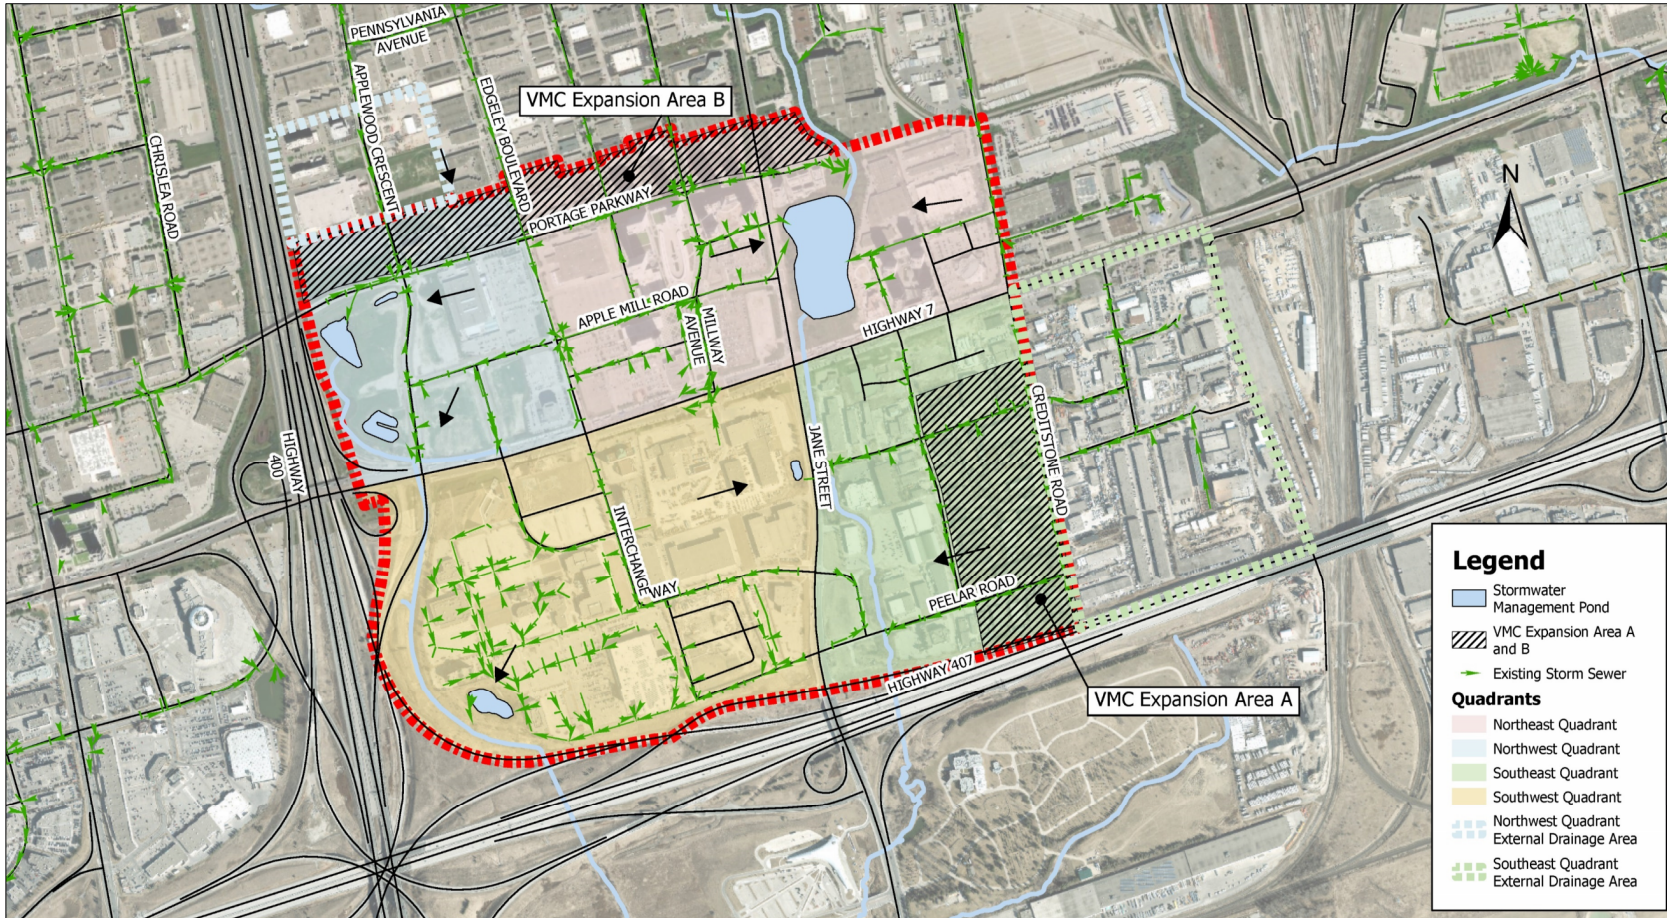 PENNSYLVANIA
AVENUE
APPLEWOOD CRESCENT
EDGELEY BOULEVARD
VMC Expansion Area B
CHRISLEA ROAD
PORTAGE PARKWAY
N
APPLE MILL ROAD
MILLWAY
AVENUE
HIGHWAY 7
HIGHWAY
400
JANE STREET
CREDITSTONE ROAD
INTERCHANGE
WAY
PEELAR ROAD
HIGHWAY 407
VMC Expansion Area A
Legend
Stormwater
Management Pond
VMC Expansion Area A
and B
Existing Storm Sewer
Quadrants
Northeast Quadrant
Northwest Quadrant
Southeast Quadrant
Southwest Quadrant
Northwest Quadrant
External Drainage Area
Southeast Quadrant
External Drainage Area